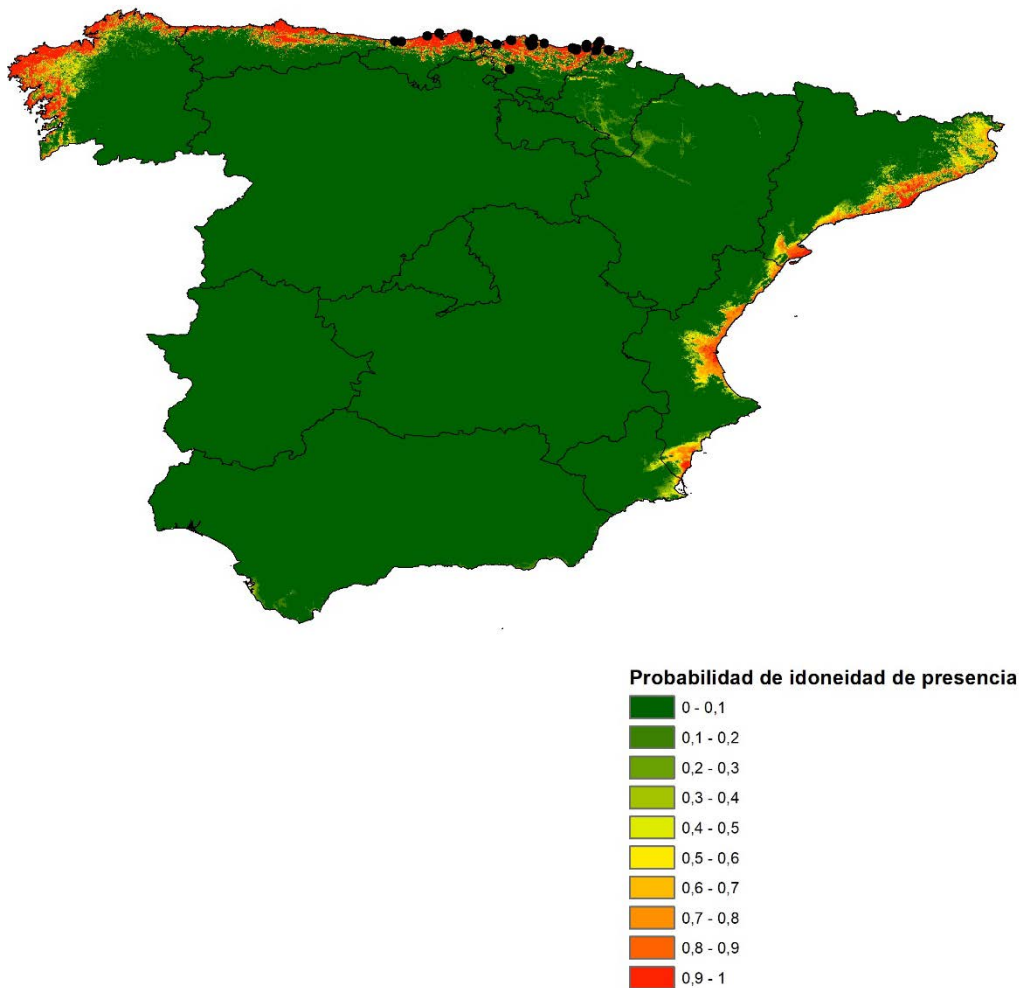 Probabilidad de idoneidad de presencia
0 - 0,1
0,1 - 0,2
0,2 - 0,3
0,3 - 0,4
0,4 - 0,5
0,5 - 0,6
0,6 - 0,7
0,7 - 0,8
0,8 - 0,9
0,9 - 1